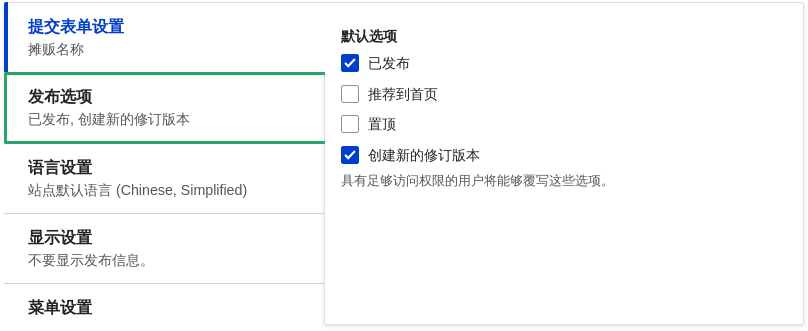 提交表单设置
摊贩名称
发布选项
已发布, 创建新的修订版本
语言设置
站点默认语言 (Chinese, Simplified)
显示设置
不要显示发布信息。
菜单设置
默认选项
已发布
推荐到首页
置顶
创建新的修订版本
具有足够访问权限的用户将能够覆写这些选项。